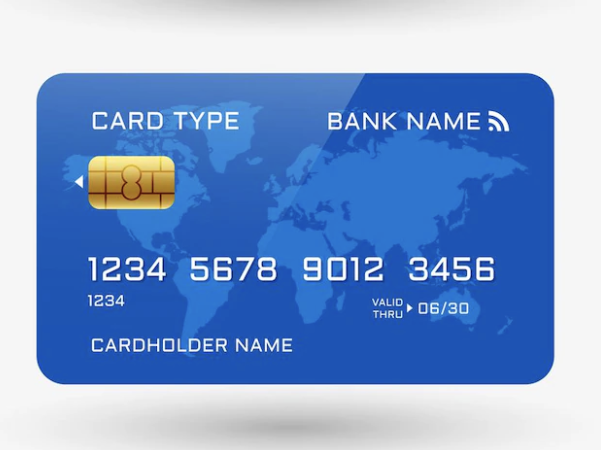 CARD TYPE
BANK NAME
1234 5678 9012 3456
1234
VALID THRU 06/30
CARDHOLDER NAME